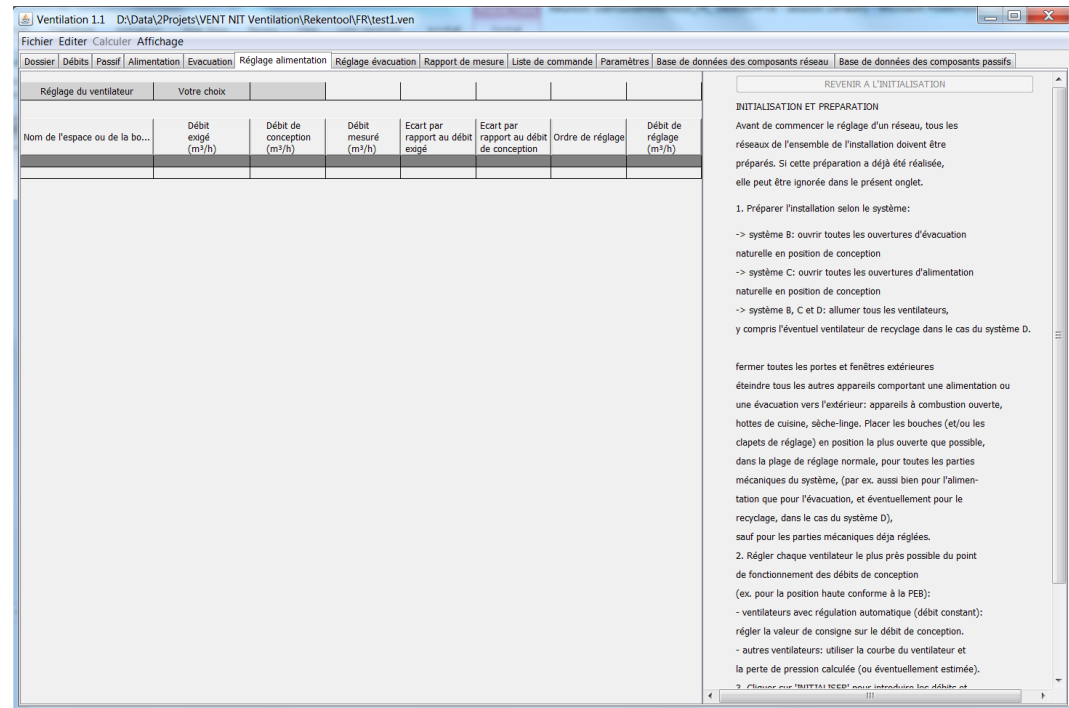 Ventilation 1.1 D:\Data\2Projets\VENT NIT Ventilation\Rekentool\FR\test1.ven
Fichier Editer Calculer Affichage
Dossier Débits Passif Alimentation Evacuation Réglage alimentation Réglage évacuation Rapport de mesure Liste de commande Paramètres Base de données des composants réseau Base de données des composants passifs
Réglage du ventilateur Votre choix
Nom de l'espace ou de la bo...
Débit
exigé
(m³/h)
Débit de
conception
(m³/h)
Débit
mesuré
(m³/h)
Ecart par
rapport au débit
exigé
Ecart par
rapport au débit
de conception
Ordre de réglage
Débit de
réglage
(m³/h)
REVENIR A L'INITIALISATION
INITIALISATION ET PREPARATION
Avant de commencer le réglage d'un réseau, tous les
réseaux de l'ensemble de l'installation doivent être
préparés. Si cette préparation a déjà été réalisée,
elle peut être ignorée dans le présent onglet.
1. Préparer l'installation selon le système:
-> système B: ouvrir toutes les ouvertures d'évacuation
naturelle en position de conception
-> système C: ouvrir toutes les ouvertures d'alimentation
naturelle en position de conception
-> système B, C et D: allumer tous les ventilateurs,
y compris l'éventuel ventilateur de recyclage dans le cas du système D.
fermer toutes les portes et fenêtres extérieures
éteindre tous les autres appareils comportant une alimentation ou
une évacuation vers l'extérieur: appareils à combustion ouverte,
hottes de cuisine, sèche-linge. Placer les bouches (et/ou les
clapets de réglage) en position la plus ouverte que possible,
dans la plage de réglage normale, pour toutes les parties
mécaniques du système, (par ex. aussi bien pour l'alimen-
tation que pour l'évacuation, et éventuellement pour le
recyclage, dans le cas du système D),
sauf pour les parties mécaniques déja réglées.
2. Régler chaque ventilateur le plus près possible du point
de fonctionnement des débits de conception
(ex. pour la position haute conforme à la PEB):
- ventilateurs avec régulation automatique (débit constant):
régler la valeur de consigne sur le débit de conception.
- autres ventilateurs: utiliser la courbe du ventilateur et
la perte de pression calculée (ou éventuellement estimée).
3. Cliquer sur 'INITIALISER' pour introduire les débits et